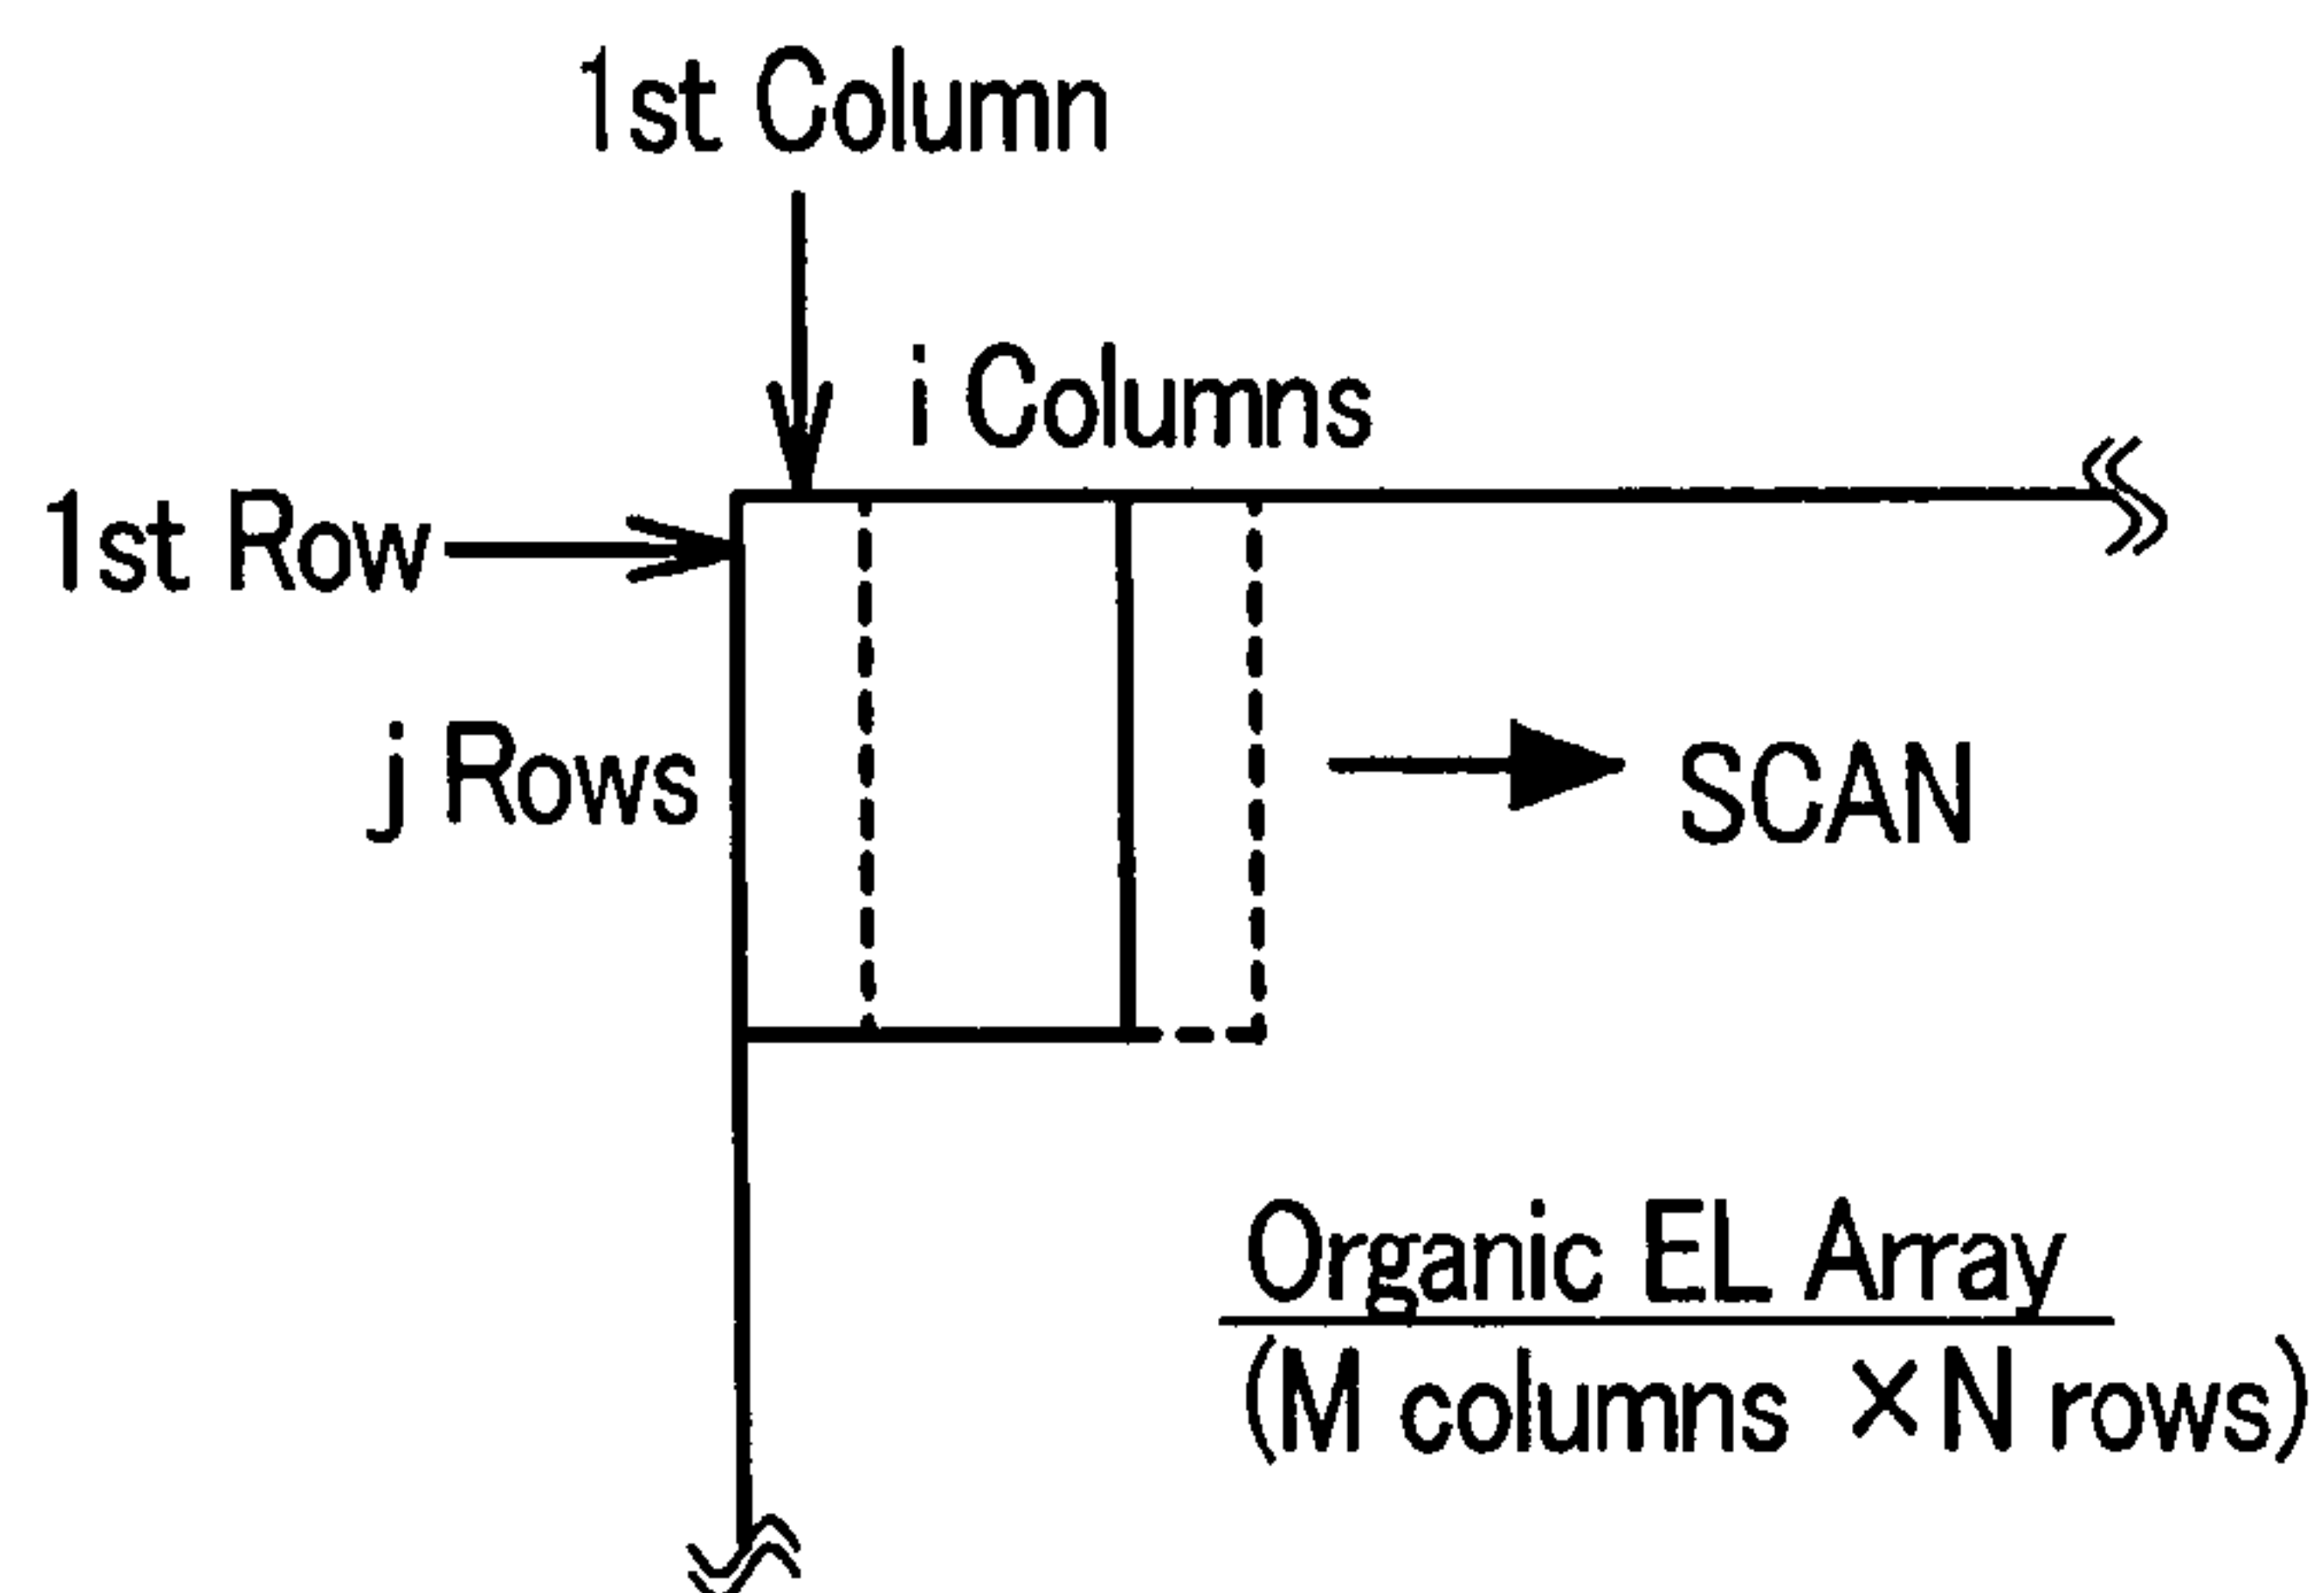 1st Column
i Columns
1st Row
j Rows
SCAN
Organic EL Array
(M columns × N rows)